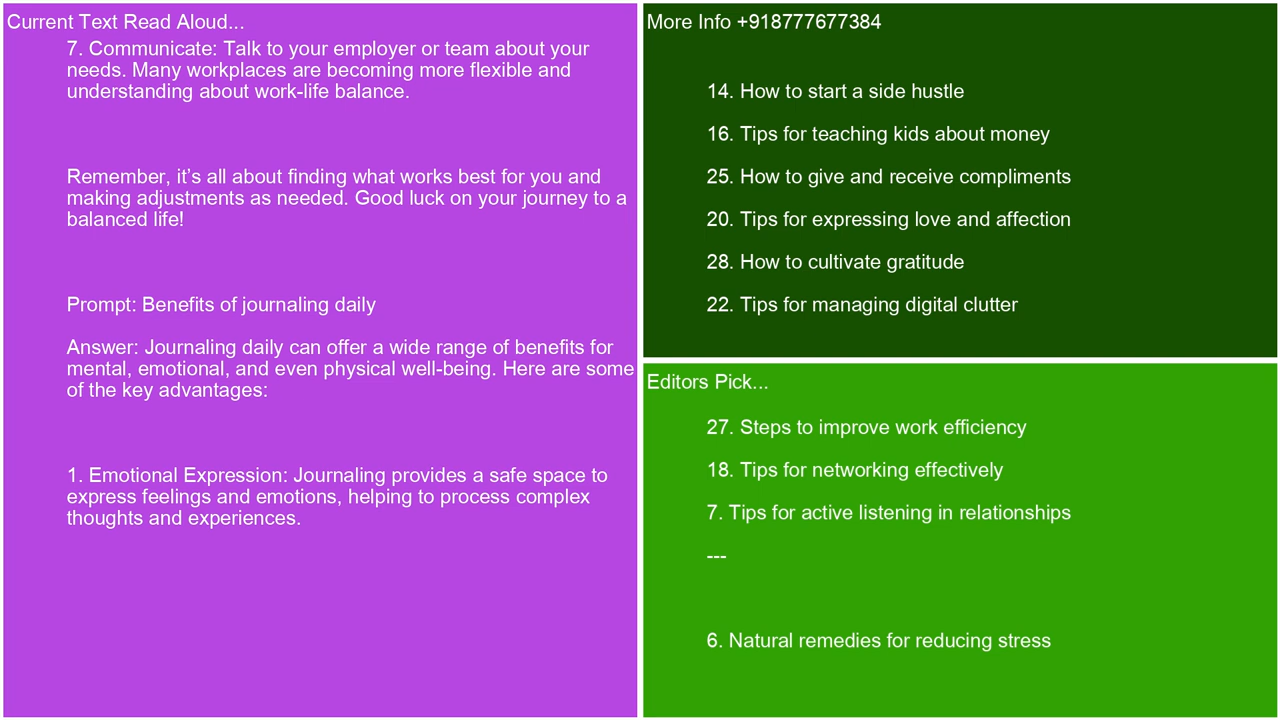 Current Text Read Aloud...
7. Communicate: Talk to your employer or team about your
needs. Many workplaces are becoming more flexible and
understanding about work-life balance.
Remember, it’s all about finding what works best for you and
making adjustments as needed. Good luck on your journey to a
balanced life!
Prompt: Benefits of journaling daily
Answer: Journaling daily can offer a wide range of benefits for
mental, emotional, and even physical well-being. Here are some
of the key advantages:
1. Emotional Expression: Journaling provides a safe space to
express feelings and emotions, helping to process complex
thoughts and experiences.
More Info +918777677384
14. How to start a side hustle
16. Tips for teaching kids about money
25. How to give and receive compliments
20. Tips for expressing love and affection
28. How to cultivate gratitude
22. Tips for managing digital clutter
Editors Pick...
27. Steps to improve work efficiency
18. Tips for networking effectively
7. Tips for active listening in relationships
---
6. Natural remedies for reducing stress